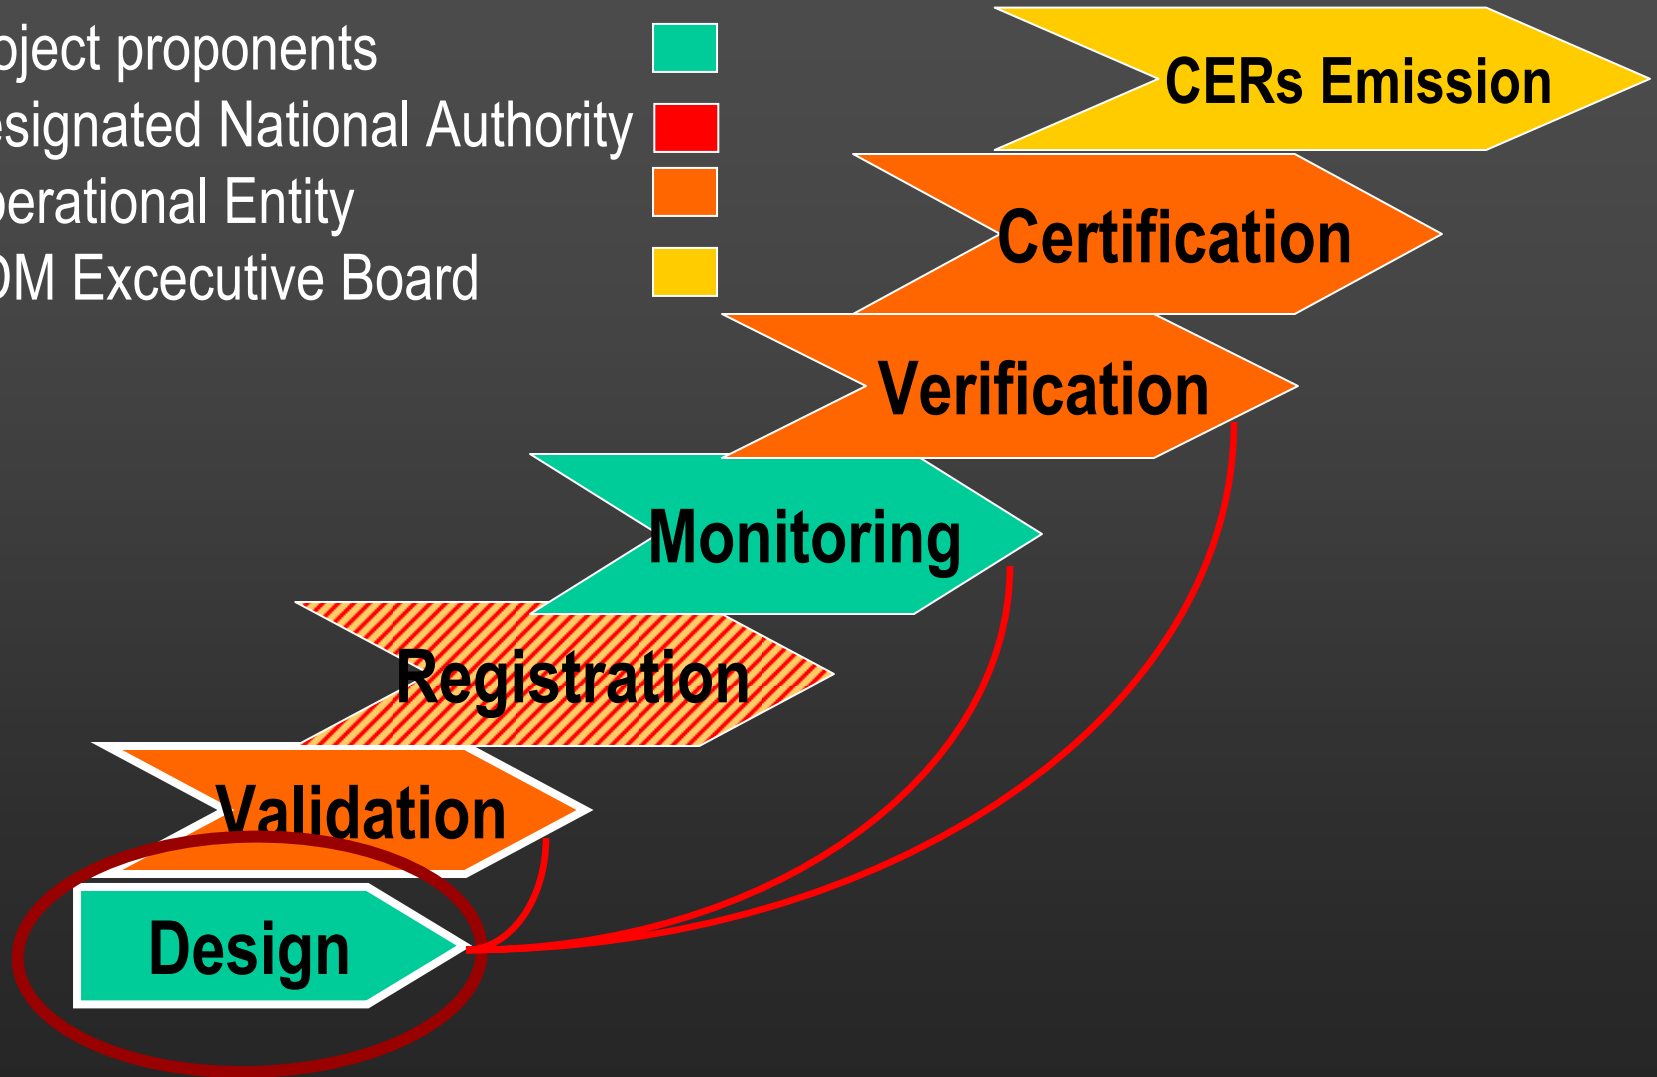 oject proponents
esignated National Authority
perational Entity
DM Excecutive Board
CERs Emission
Certification
Verification
Monitoring
Registration
Validation
Design